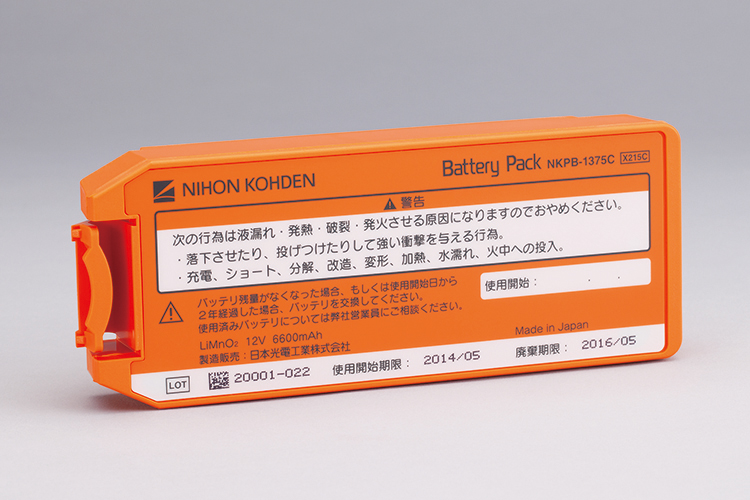 NIHON KOHDEN
Battery Pack NKPB-1375C X215C
⚠ 警告
次の行為は液漏れ・発熱・破裂・発火させる原因になりますのでおやめください。
・落下させたり、投げつけたりして強い衝撃を与える行為。
・充電、ショート、分解、改造、変形、加熱、水濡れ、火中への投入。
バッテリ残量がなくなった場合、もしくは使用開始日から
2年経過した場合、バッテリを交換してください。
使用済みバッテリについては弊社営業員にご相談ください。
使用開始： ． ．
LiMnO₂ 12V 6600mAh
製造販売：日本光電工業株式会社
Made in Japan
LOT 20001-022 使用開始期限： 2014/05 廃棄期限： 2016/05